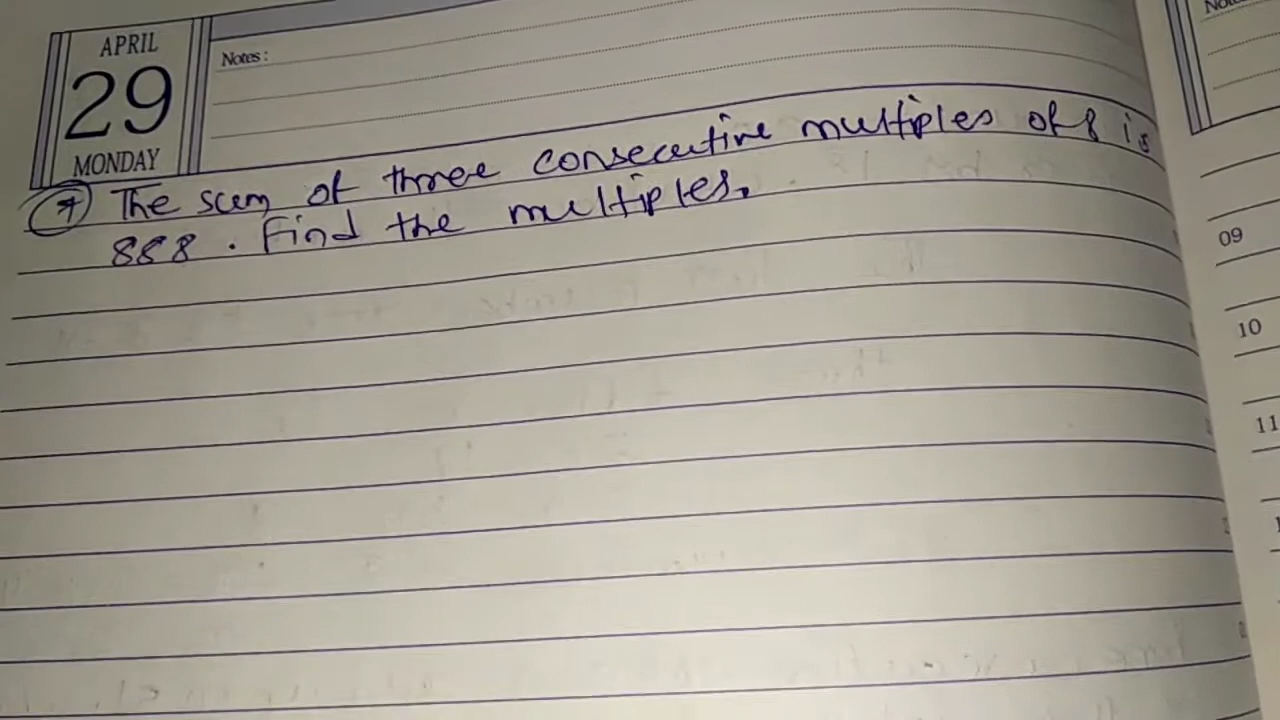 APRIL
29
MONDAY
Notes:
7 The sum of three consecutive multiples of 8 is
888. Find the multiples.
09
10
11